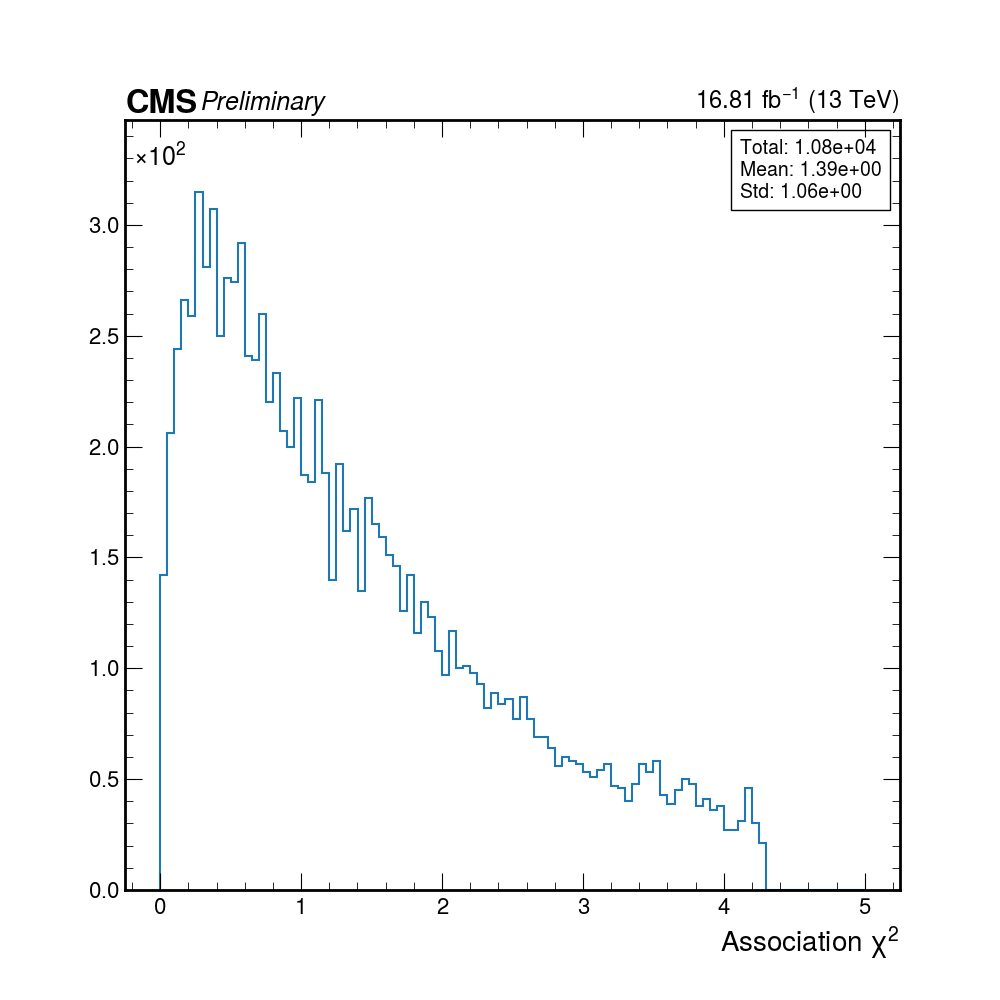 CMS Preliminary
16.81 fb⁻¹ (13 TeV)
×10²
Total: 1.08e+04
Mean: 1.39e+00
Std: 1.06e+00
3.0
2.5
2.0
1.5
1.0
0.5
0.0
0 1 2 3 4 5
Association χ²